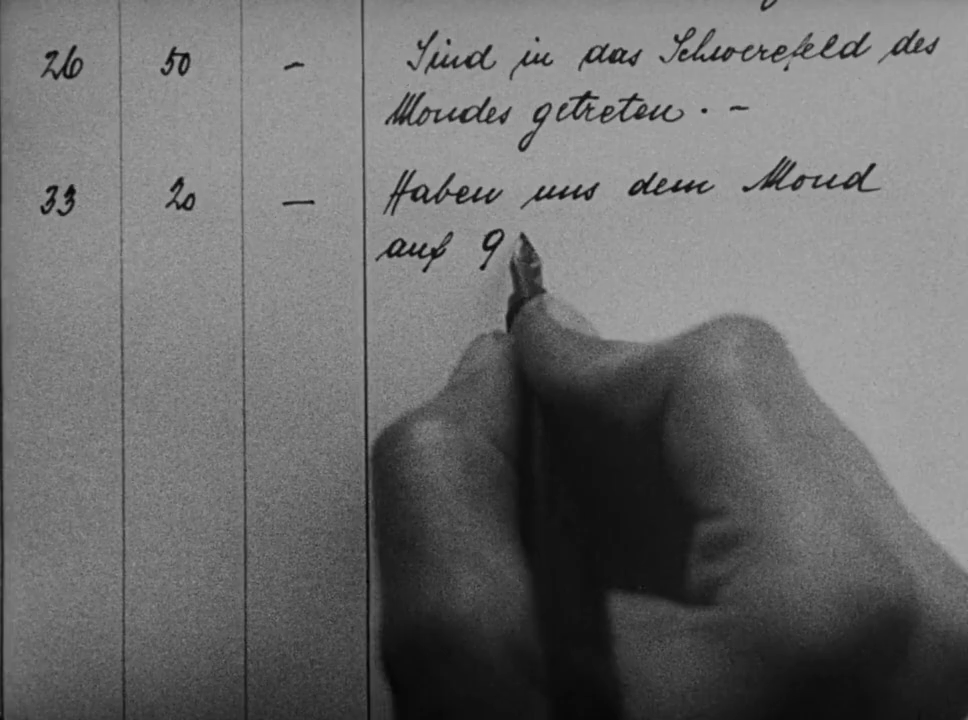 26 50 – Sind in das Schwerefeld des
Mondes getreten. –
33 20 — Haben uns dem Mond
auf 9